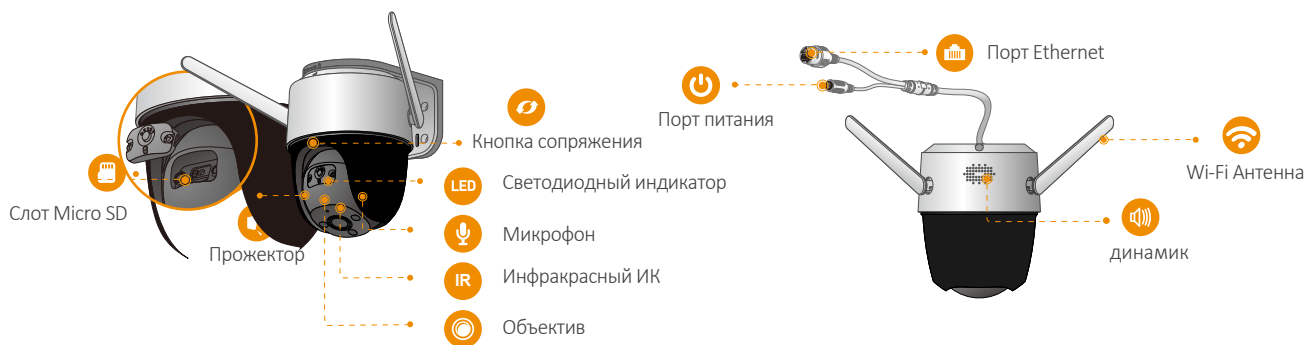 Слот Micro SD
Прожектор
Кнопка сопряжения
LED
Светодиодный индикатор
Микрофон
IR
Инфракрасный ИК
Объектив
Порт Ethernet
Порт питания
Wi-Fi Антенна
динамик